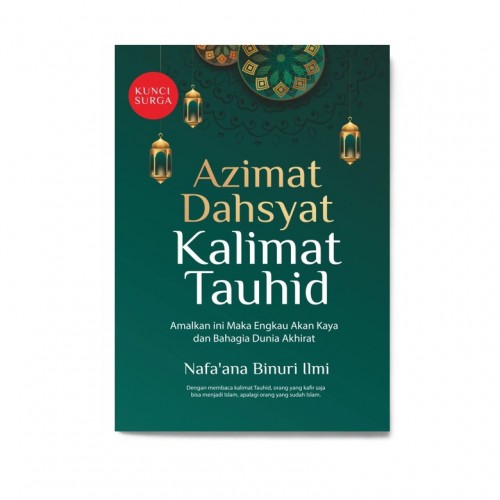 KUNCI
SURGA
Azimat
Dahsyat
Kalimat
Tauhid
Amalkan ini Maka Engkau Akan Kaya
dan Bahagia Dunia Akhirat
Nafa'ana Binuri Ilmi
Dengan membaca kalimat Tauhid, orang yang kafir saja
bisa menjadi Islam, apalagi orang yang sudah Islam.